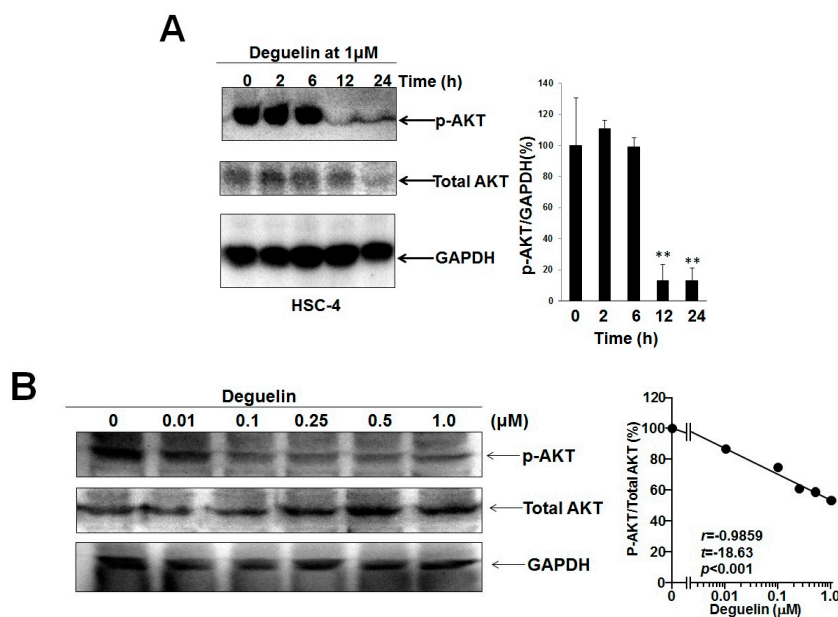 A
Deguelin at 1μM
0 2 6 12 24 Time (h)
p-AKT
Total AKT
GAPDH
HSC-4
p-AKT/GAPDH(%)
140
120
100
80
60
40
20
0
** **
0 2 6 12 24
Time (h)
B
Deguelin
0 0.01 0.1 0.25 0.5 1.0 (μM)
p-AKT
Total AKT
GAPDH
P-AKT/Total AKT (%)
120
100
80
60
40
20
0
r=-0.9859
t=-18.63
p<0.001
0 0.01 0.1 1.0
Deguelin (μM)